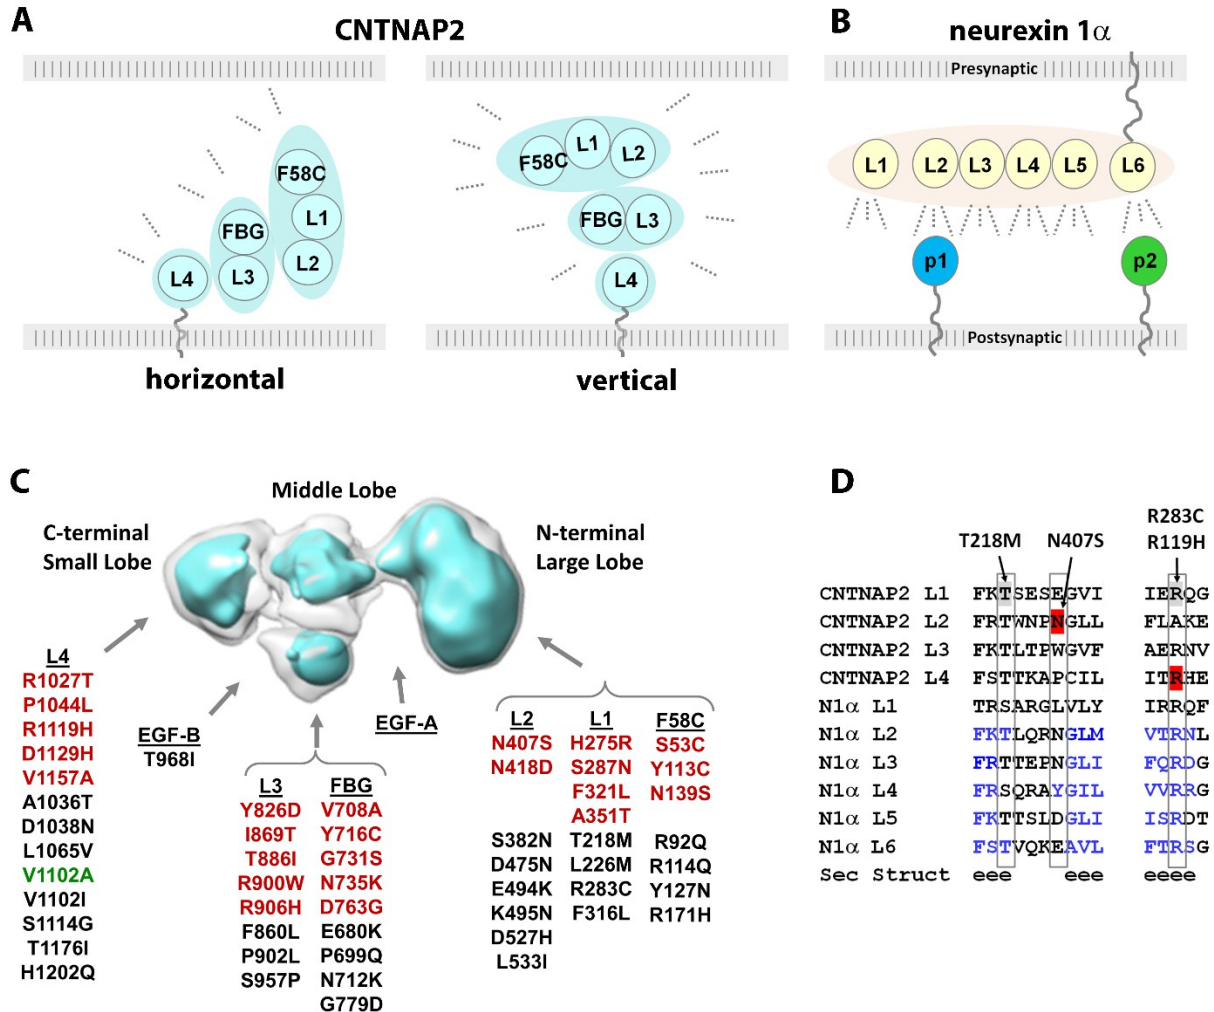 A
CNTNAP2
F58C
L1
L2
FBG
L3
L4
horizontal
F58C
L1
L2
FBG
L3
L4
vertical
B
neurexin 1α
Presynaptic
L1 L2 L3 L4 L5 L6
p1 p2
Postsynaptic
C
Middle Lobe
C-terminal
Small Lobe
N-terminal
Large Lobe
L4
R1027T
P1044L
R1119H
D1129H
V1157A
A1036T
D1038N
L1065V
V1102A
V1102I
S1114G
T1176I
H1202Q
EGF-B
T968I
L3
Y826D
I869T
T886I
R900W
R906H
F860L
P902L
S957P
FBG
V708A
Y716C
G731S
N735K
D763G
E680K
P699Q
N712K
G779D
EGF-A
L2
N407S
N418D
S382N
D475N
E494K
K495N
D527H
L533I
L1
H275R
S287N
F321L
A351T
T218M
L226M
R283C
F316L
F58C
S53C
Y113C
N139S
R92Q
R114Q
Y127N
R171H
D
T218M N407S
R283C
R119H
CNTNAP2 L1 FKTSESEGVI IERQG
CNTNAP2 L2 FRTWNPNGLL FLAKE
CNTNAP2 L3 FKTLTPWGVF AERNV
CNTNAP2 L4 FSTTKAPCIL ITRHE
N1α L1 TRSARGLVLY IRRQF
N1α L2 FKTLQRNGLM VTRNL
N1α L3 FRTTEPNGLI FQRDG
N1α L4 FRSQRAYGIL VVRRG
N1α L5 FKTTSLDGLI ISRDT
N1α L6 FSTVQKEAVL FTRSG
Sec Struct eee eee eeee